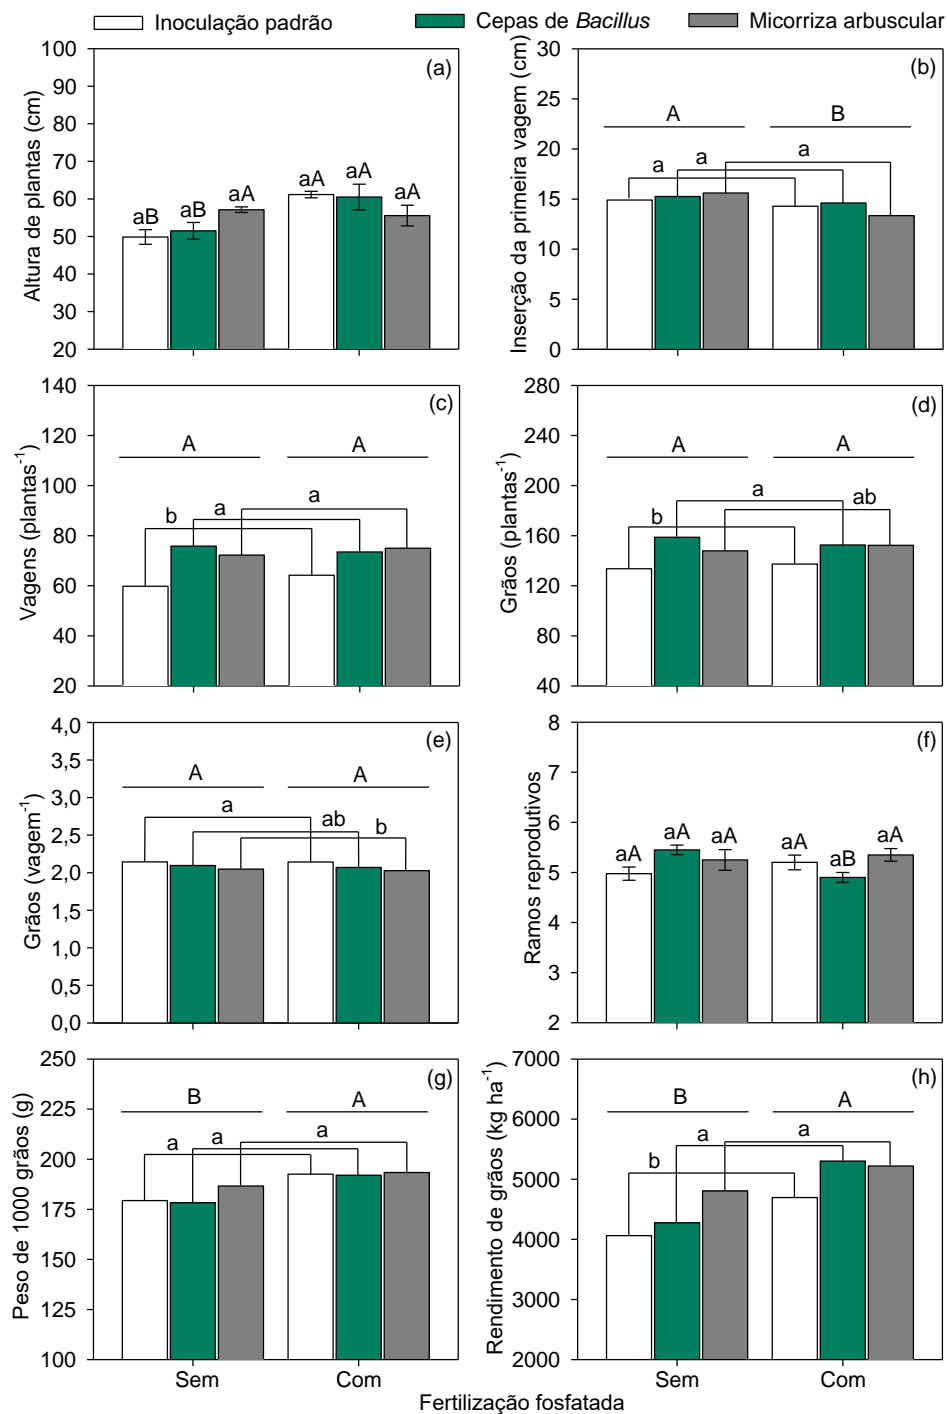 Inoculação padrão Cepas de Bacillus Micorriza arbuscular
(a)
Altura de plantas (cm)
100
90
80
70
60
50
40
30
20
aB aB aA aA aA aA
(b)
Inserção da primeira vagem (cm)
30
25
20
15
10
5
0
A B
a a a
(c)
Vagens (plantas⁻¹)
140
120
100
80
60
40
20
A A
b a a
(d)
Grãos (plantas⁻¹)
280
240
200
160
120
80
40
A A
b a ab
(e)
Grãos (vagem⁻¹)
4,0
3,5
3,0
2,5
2,0
1,5
1,0
0,5
0,0
A A
a ab b
(f)
Ramos reprodutivos
8
7
6
5
4
3
2
aA aA aA aA aB aA
(g)
Peso de 1000 grãos (g)
250
225
200
175
150
125
100
B A
a a a
Sem Com
(h)
Rendimento de grãos (kg ha⁻¹)
7000
6000
5000
4000
3000
2000
B A
b a a
Sem Com
Fertilização fosfatada